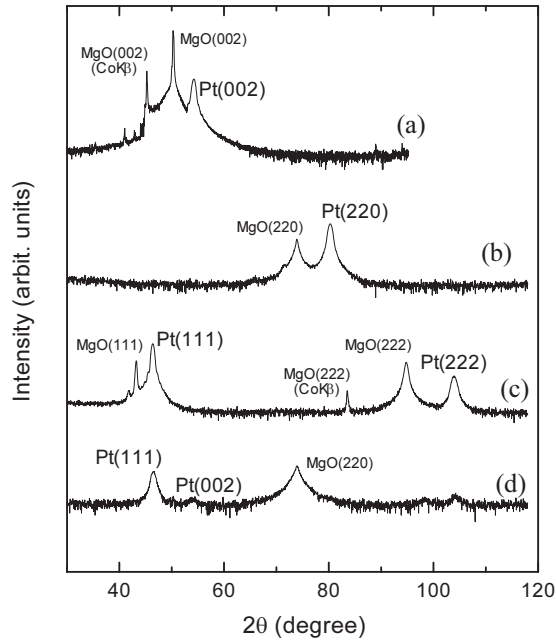 MgO(002)
MgO(002)
(CoKβ)
Pt(002)
(a)
Pt(220)
MgO(220)
(b)
MgO(111)
Pt(111)
MgO(222)
Pt(222)
MgO(222)
(CoKβ)
(c)
Pt(111)
Pt(002)
MgO(220)
(d)
Intensity (arbit. units)
40 60 80 100 120
2θ (degree)